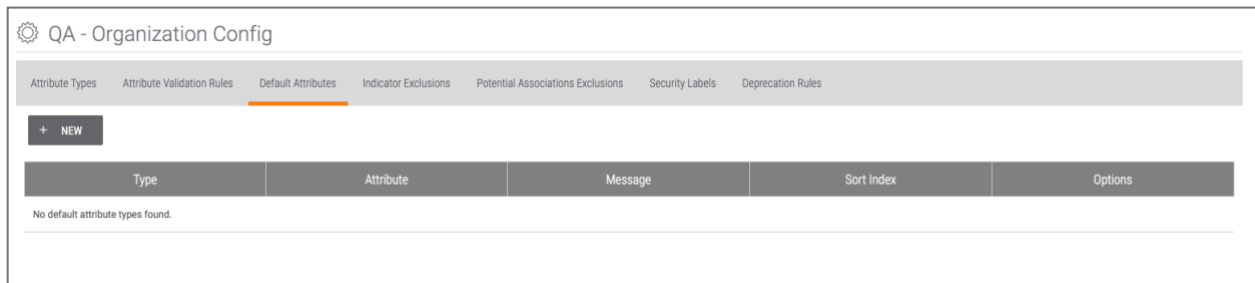 QA - Organization Config
Attribute Types Attribute Validation Rules Default Attributes Indicator Exclusions Potential Associations Exclusions Security Labels Deprecation Rules
+ NEW
Type Attribute Message Sort Index Options
No default attribute types found.